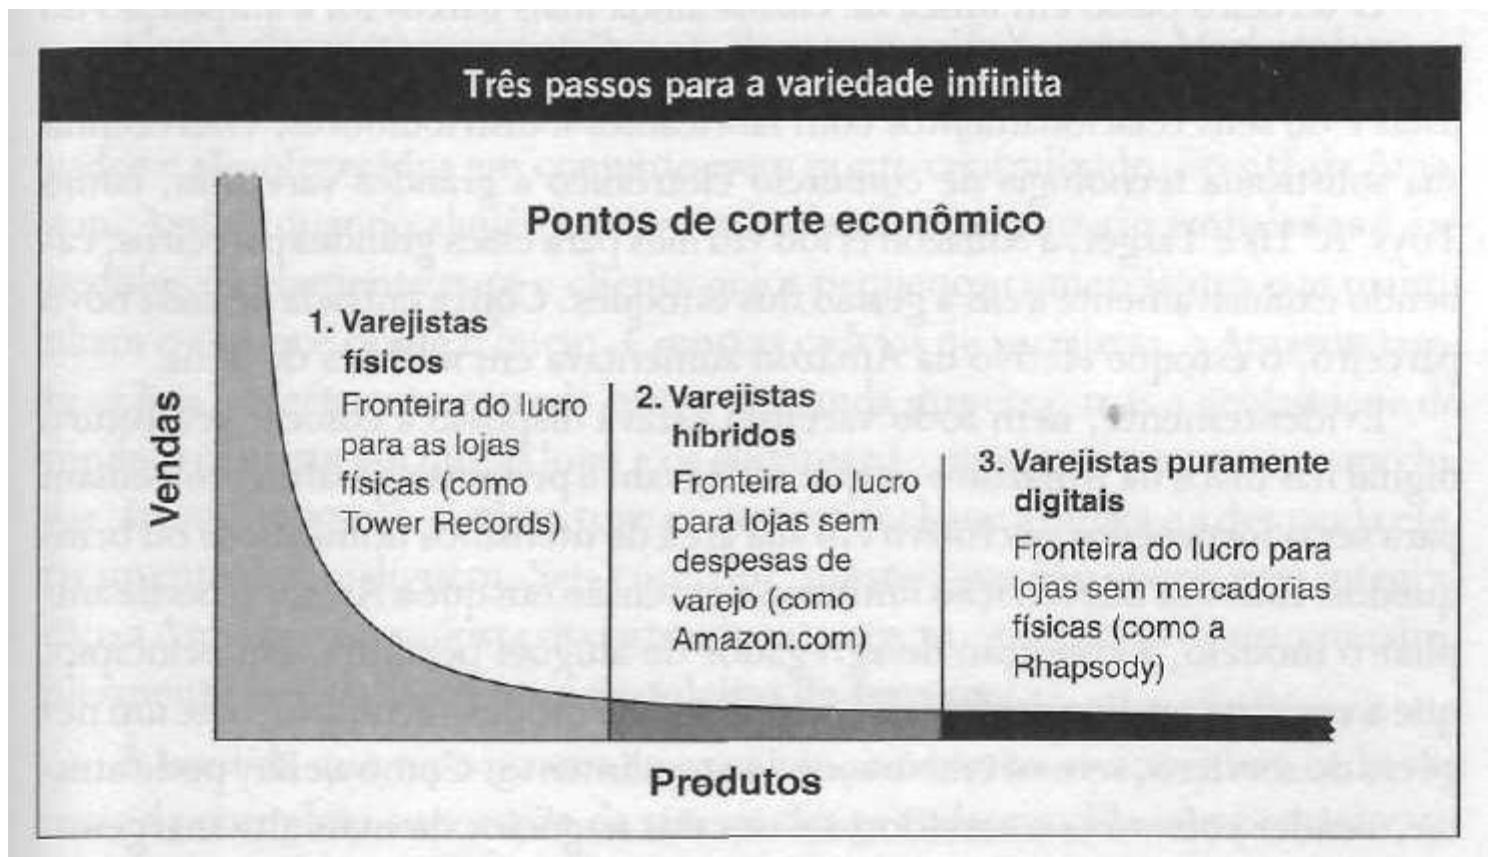 Três passos para a variedade infinita
Pontos de corte econômico
1. Varejistas
físicos
Fronteira do lucro
para as lojas
físicas (como
Tower Records)
2. Varejistas
híbridos
Fronteira do lucro
para lojas sem
despesas de
varejo (como
Amazon.com)
3. Varejistas puramente
digitais
Fronteira do lucro para
lojas sem mercadorias
físicas (como a
Rhapsody)
Vendas
Produtos